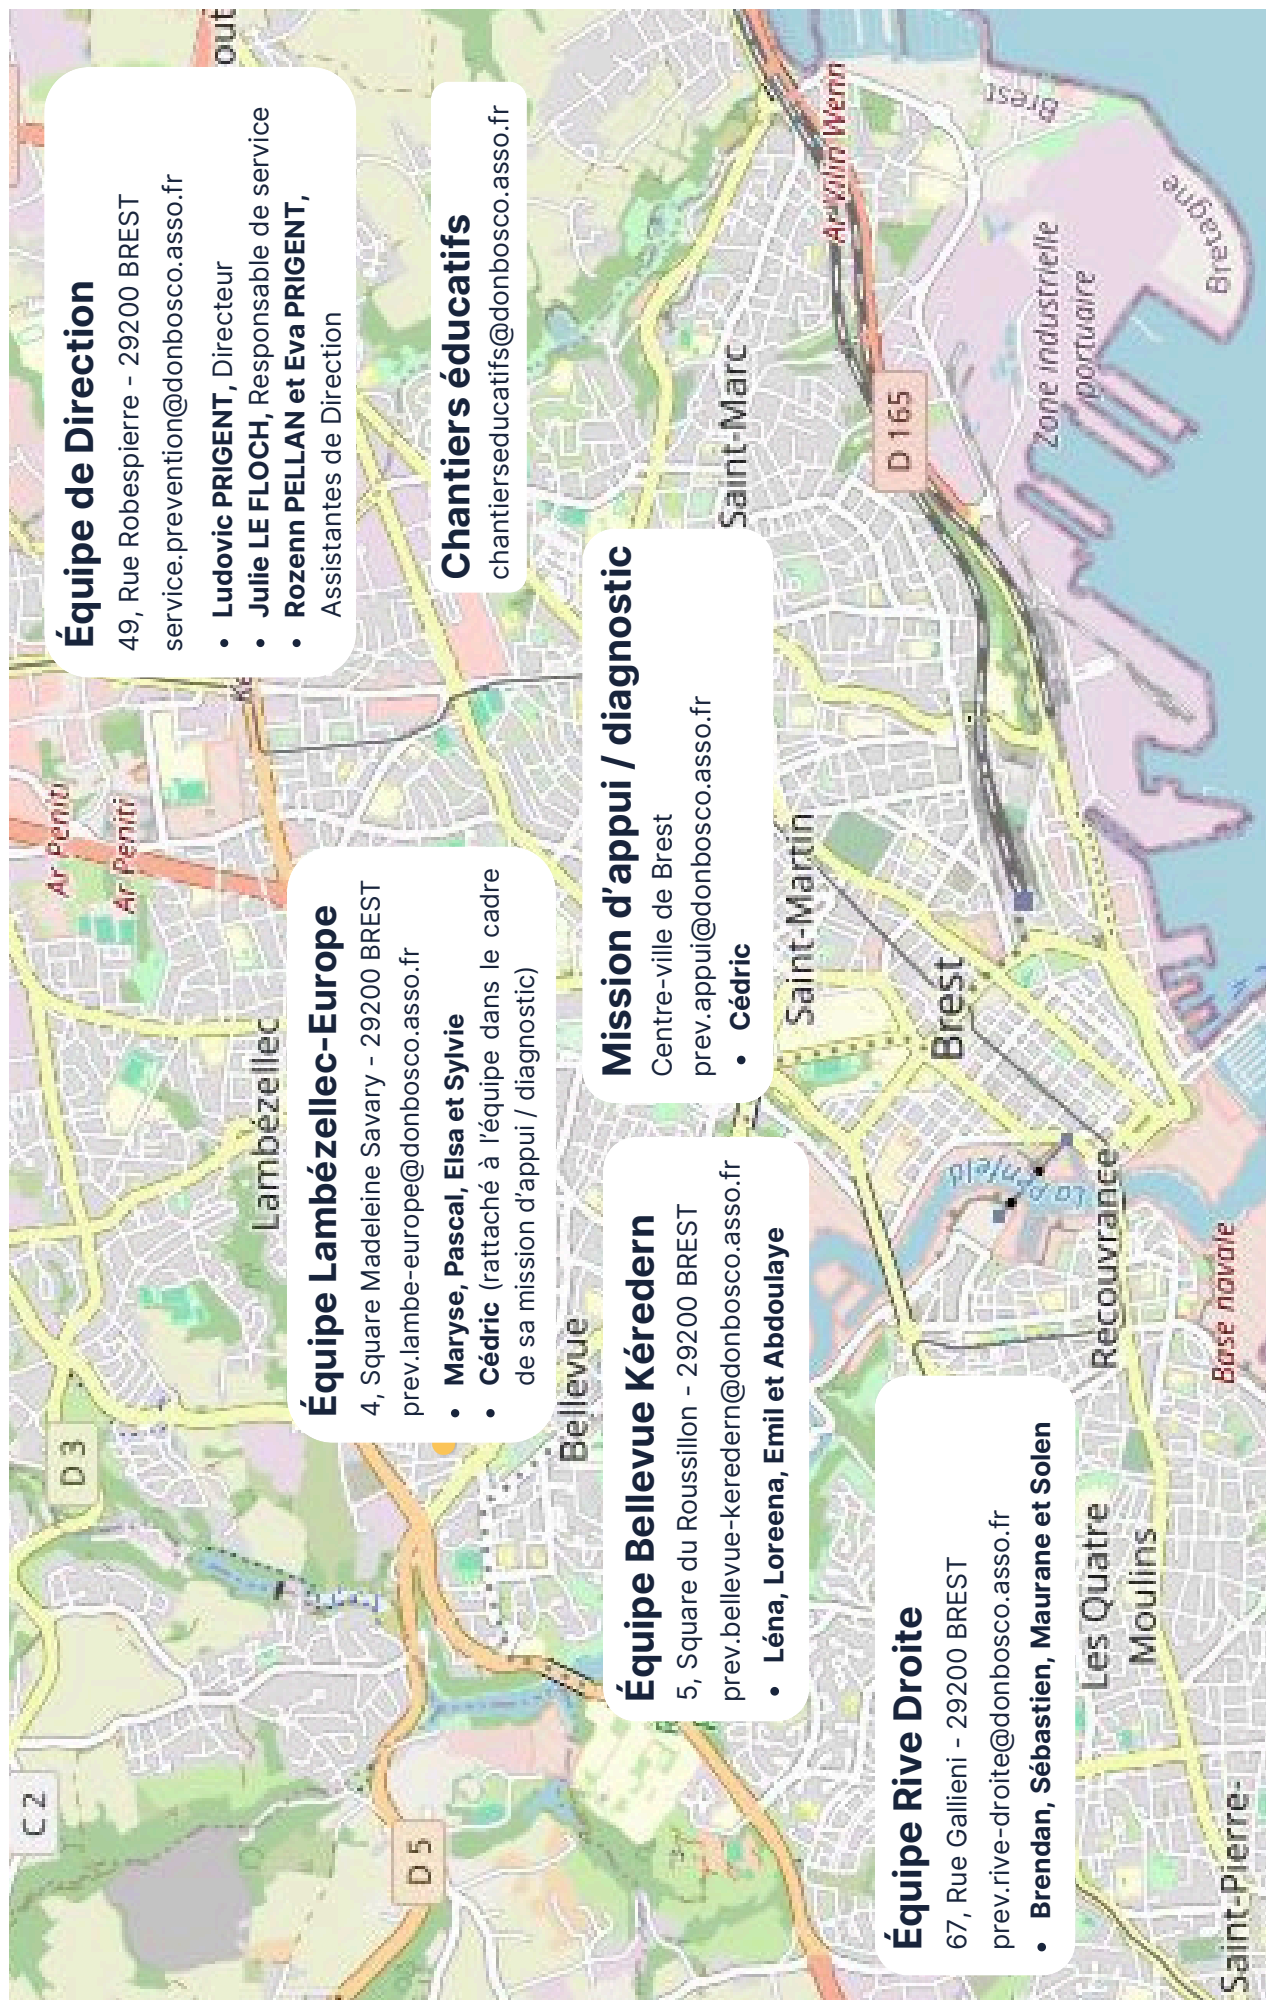 Équipe de Direction
49, Rue Robespierre - 29200 BREST
service.prevention@donbosco.asso.fr
• Ludovic PRIGENT, Directeur
• Julie LE FLOCH, Responsable de service
• Rozenn PELLAN et Eva PRIGENT,
Assistantes de Direction
Chantiers éducatifs
chantierseducatifs@donbosco.asso.fr
Équipe Lambézellec-Europe
4, Square Madeleine Savary - 29200 BREST
prev.lambe-europe@donbosco.asso.fr
• Maryse, Pascal, Elsa et Sylvie
• Cédric (rattaché à l'équipe dans le cadre
de sa mission d'appui / diagnostic)
Mission d'appui / diagnostic
Centre-ville de Brest
prev.appui@donbosco.asso.fr
• Cédric
Équipe Bellevue Kéredern
5, Square du Roussillon - 29200 BREST
prev.bellevue-keredern@donbosco.asso.fr
• Léna, Loreena, Emil et Abdoulaye
Équipe Rive Droite
67, Rue Gallieni - 29200 BREST
prev.rive-droite@donbosco.asso.fr
• Brendan, Sébastien, Maurane et Solen
C 2
D 3
D 5
Ar Peniti
Ar Peniti
Lambézellec
Bellevue
Saint-Marc
Ar Vilin Wenn
D 165
Brest
Bretagne
Zone industrielle
portuaire
Saint-Martin
Brest
La Penfeld
Recouvrance
Base navale
Les Quatre
Moulins
Saint-Pierre-